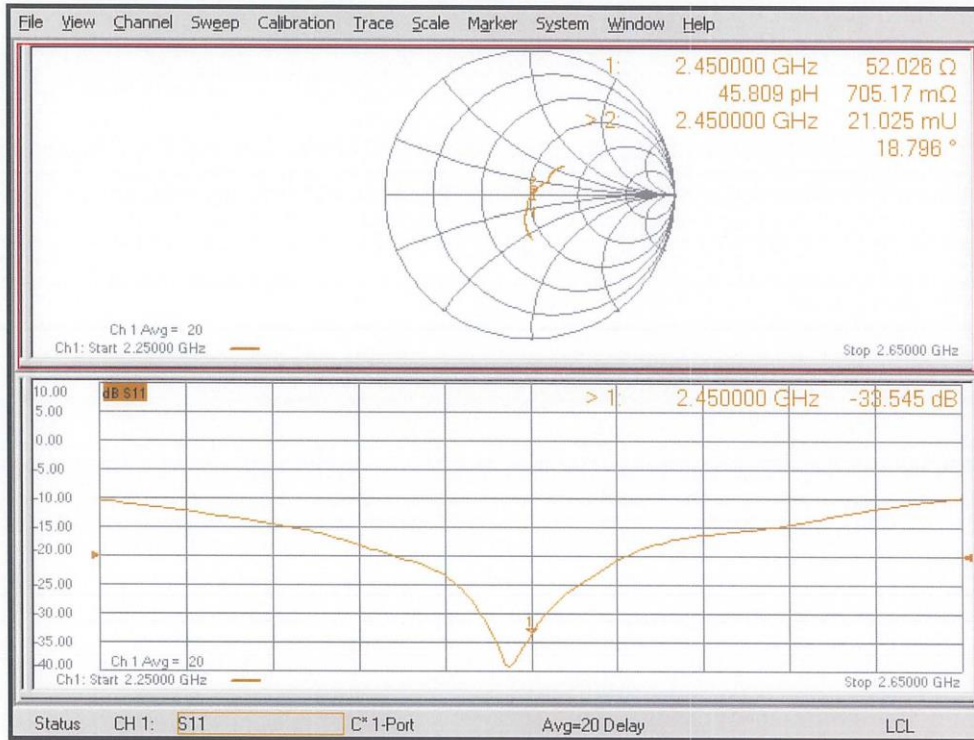 File View Channel Sweep Calibration Trace Scale Marker System Window Help
1: 2.450000 GHz 52.026 Ω
45.809 pH 705.17 mΩ
> 2: 2.450000 GHz 21.025 mU
18.796 °
Ch 1 Avg = 20
Ch1: Start 2.25000 GHz Stop 2.65000 GHz
10.00 dB S11 > 1: 2.450000 GHz -33.545 dB
5.00
0.00
-5.00
-10.00
-15.00
-20.00
-25.00
-30.00
1
-35.00
-40.00 Ch 1 Avg = 20
Ch1: Start 2.25000 GHz Stop 2.65000 GHz
Status CH 1: S11 C* 1-Port Avg=20 Delay LCL